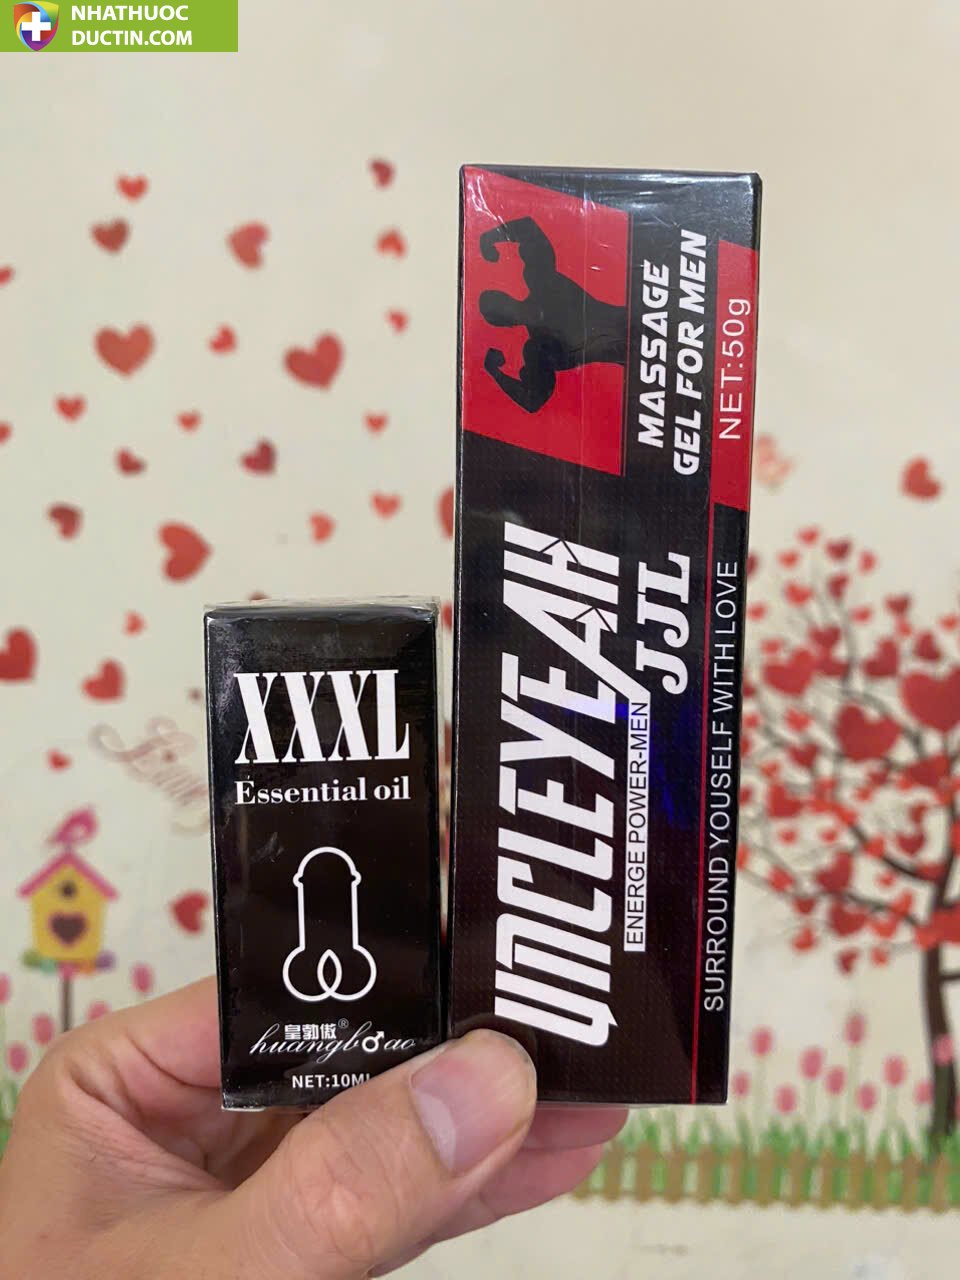 NHATHUOC
DUCTIN.COM
XXXL
Essential oil
皇勃傲®
huangb♂ao
NET:10ML
UNCLEYEAH
JJL
ENERGE POWER-MEN
MASSAGE
GEL FOR MEN
NET:50g
SURROUND YOUSELF WITH LOVE